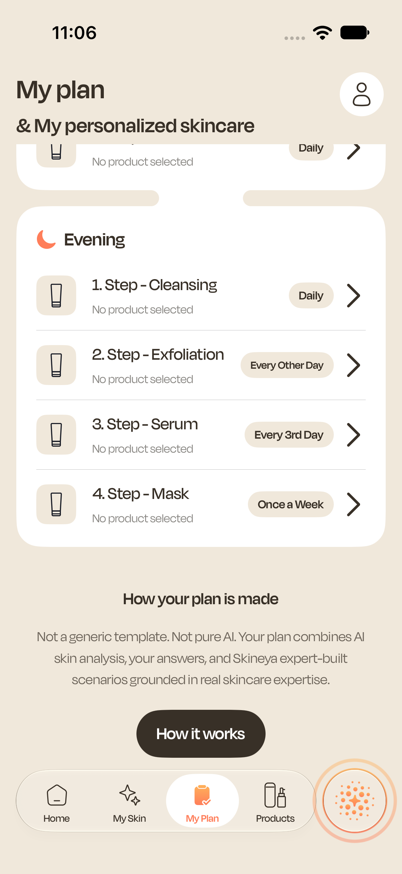 11:06
My plan
& My personalized skincare
No product selected
Daily
Evening
1. Step - Cleansing
No product selected
Daily
2. Step - Exfoliation
No product selected
Every Other Day
3. Step - Serum
No product selected
Every 3rd Day
4. Step - Mask
No product selected
Once a Week
How your plan is made
Not a generic template. Not pure AI. Your plan combines AI
skin analysis, your answers, and Skineya expert-built
scenarios grounded in real skincare expertise.
How it works
Home
My Skin
My Plan
Products